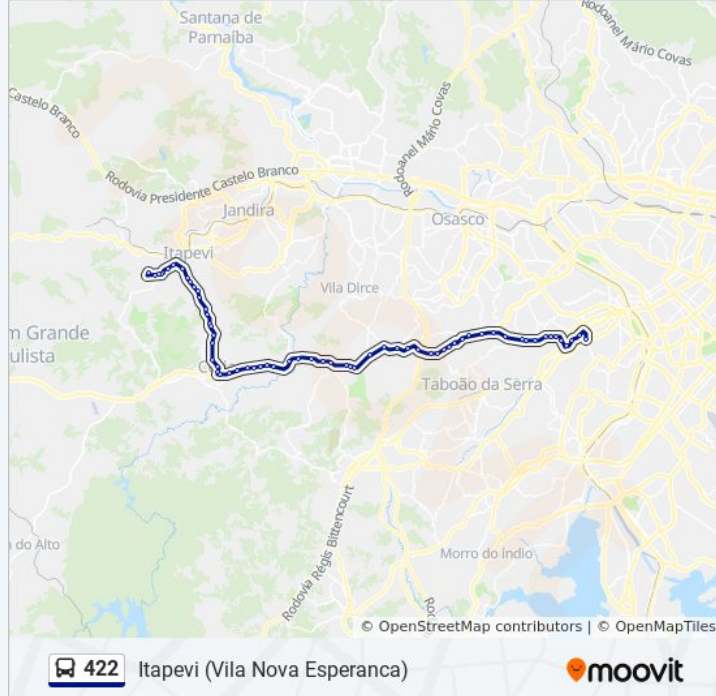 Santana de
Parnaíba
Rodoanel Mário Covas
Castelo Branco
Rodoanel Mário Covas
Rodovia Presidente Castelo Branco
Jandira
Osasco
Itapevi
Vila Dirce
m Grande
ulista
Taboão da Serra
Rodovia Régis Bittencourt
a do Alto
Morro do Índio
© OpenStreetMap contributors | © OpenMapTiles
422 Itapevi (Vila Nova Esperanca)
moovit